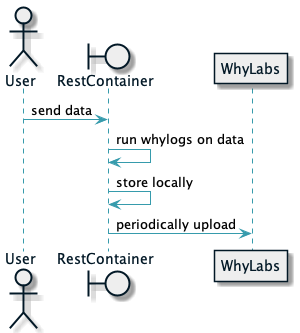 User
RestContainer
WhyLabs
send data
run whylogs on data
store locally
periodically upload
User
RestContainer
WhyLabs